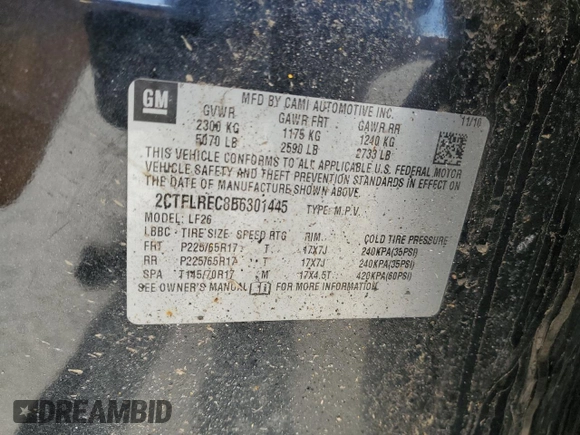 GM
MFD BY CAMI AUTOMOTIVE INC.
11/10
GVWR GAWR FRT GAWR RR
2300 KG 1175 KG 1240 KG
5070 LB 2590 LB 2733 LB
THIS VEHICLE CONFORMS TO ALL APPLICABLE U.S. FEDERAL MOTOR
VEHICLE SAFETY AND THEFT PREVENTION STANDARDS IN EFFECT ON
THE DATE OF MANUFACTURE SHOWN ABOVE.
2CTFLREC8B6301445 TYPE: M.P.V.
MODEL: LF26
LBBC - TIRE SIZE SPEED RTG RIM COLD TIRE PRESSURE
FRT P225/65R17 T 17X7J 240KPA(35PSI)
RR P225/65R17 T 17X7J 240KPA(35PSI)
SPA T145/70R17 M 17X4.5T 420KPA(60PSI)
SEE OWNER'S MANUAL
DREAMBID